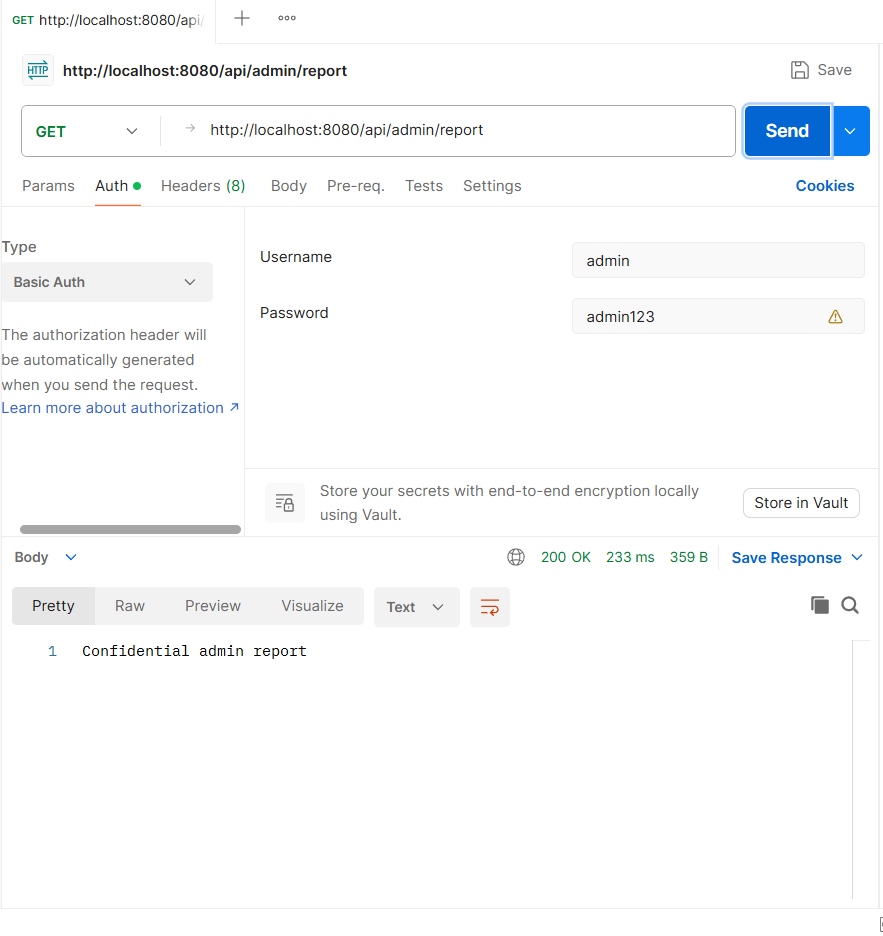 GET http://localhost:8080/api/
HTTP http://localhost:8080/api/admin/report Save
GET http://localhost:8080/api/admin/report Send
Params Auth Headers (8) Body Pre-req. Tests Settings Cookies
Type
Basic Auth
The authorization header will
be automatically generated
when you send the request.
Learn more about authorization
Username admin
Password admin123
Store your secrets with end-to-end encryption locally
using Vault.
Store in Vault
Body 200 OK 233 ms 359 B Save Response
Pretty Raw Preview Visualize Text
1 Confidential admin report